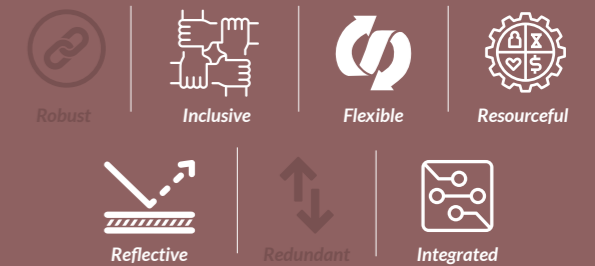 Robust
Inclusive
Flexible
Resourceful
Reflective
Redundant
Integrated